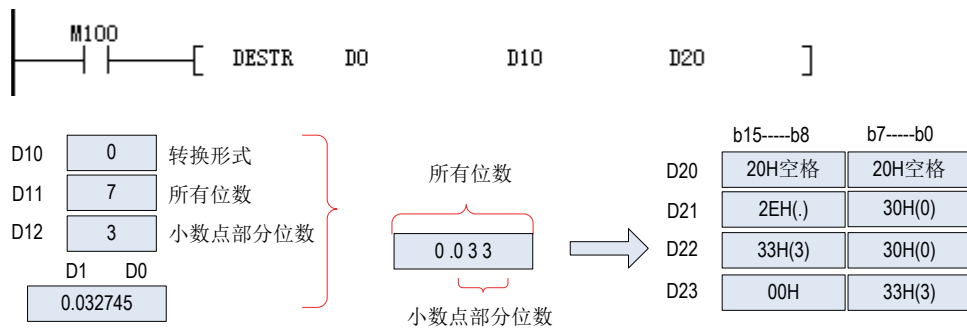 M100
DESTR D0 D10 D20
D10 0 转换形式
D11 7 所有位数
D12 3 小数点部分位数
D1 D0
0.032745
所有位数
0.033
小数点部分位数
b15-----b8 b7-----b0
D20 20H空格 20H空格
D21 2EH(.) 30H(0)
D22 33H(3) 30H(0)
D23 00H 33H(3)